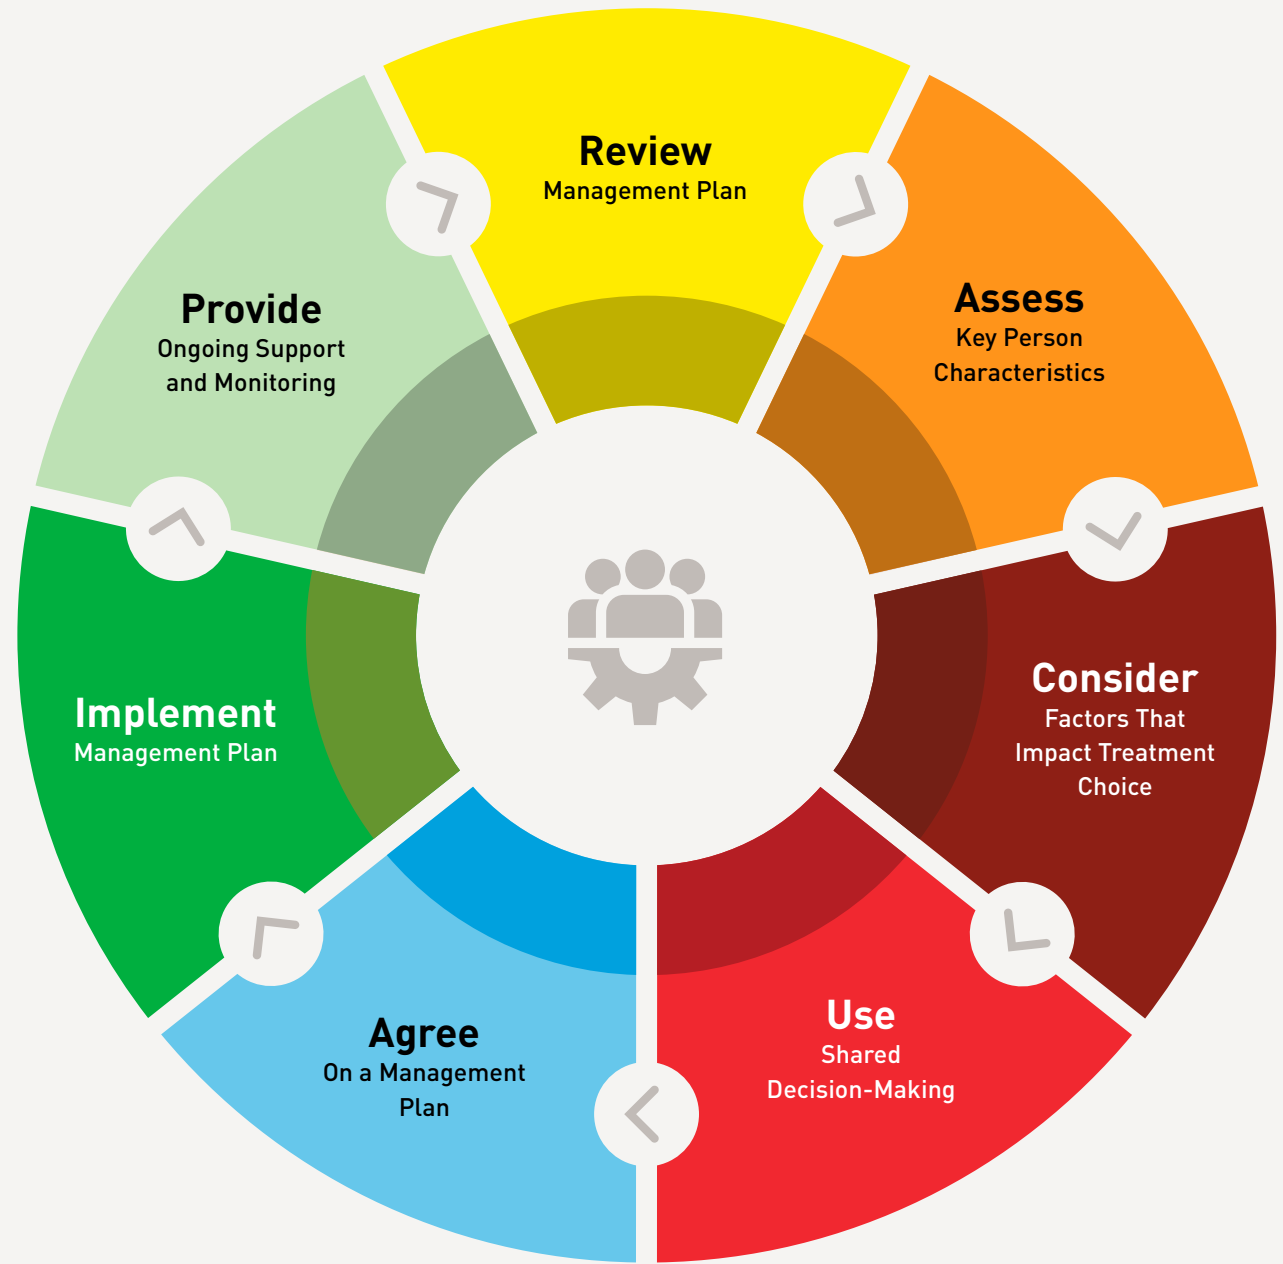 Review
Management Plan
Assess
Key Person
Characteristics
Consider
Factors That
Impact Treatment
Choice
Use
Shared
Decision-Making
Agree
On a Management
Plan
Implement
Management Plan
Provide
Ongoing Support
and Monitoring